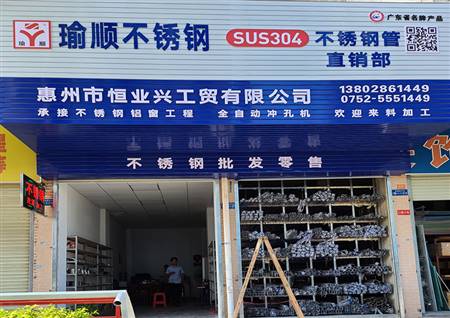 广东省名牌产品
瑜顺
瑜顺不锈钢
SUS304
不锈钢管
直销部
惠州市恒业兴工贸有限公司
13802861449
0752-5551449
承接不锈钢铝窗工程 全自动冲孔机 欢迎来料加工
不锈钢批发零售